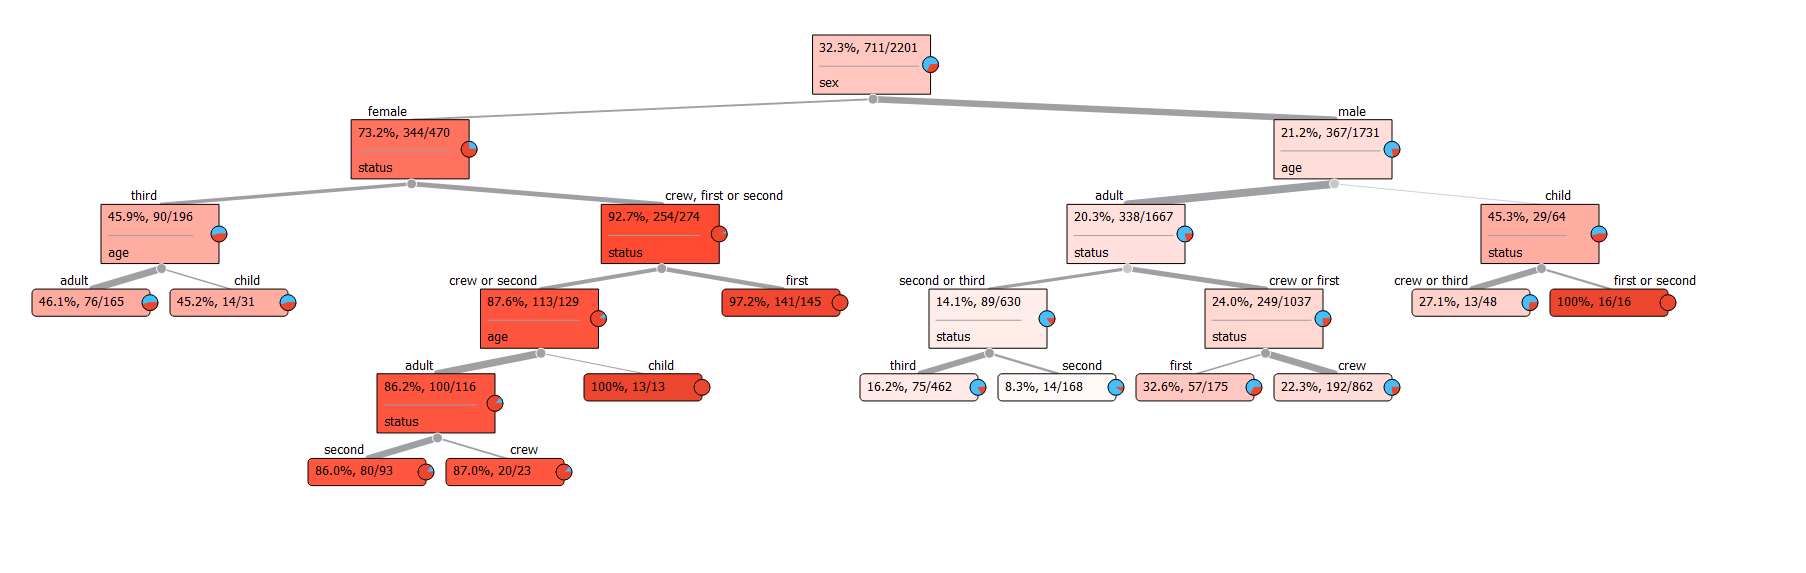 32.3%, 711/2201
sex
female
male
73.2%, 344/470
status
21.2%, 367/1731
age
third
crew, first or second
adult
child
45.9%, 90/196
age
92.7%, 254/274
status
20.3%, 338/1667
status
45.3%, 29/64
status
adult
child
crew or second
first
second or third
crew or first
crew or third
first or second
46.1%, 76/165
45.2%, 14/31
87.6%, 113/129
age
97.2%, 141/145
14.1%, 89/630
status
24.0%, 249/1037
status
27.1%, 13/48
100%, 16/16
adult
child
third
second
first
crew
86.2%, 100/116
status
100%, 13/13
16.2%, 75/462
8.3%, 14/168
32.6%, 57/175
22.3%, 192/862
second
crew
86.0%, 80/93
87.0%, 20/23